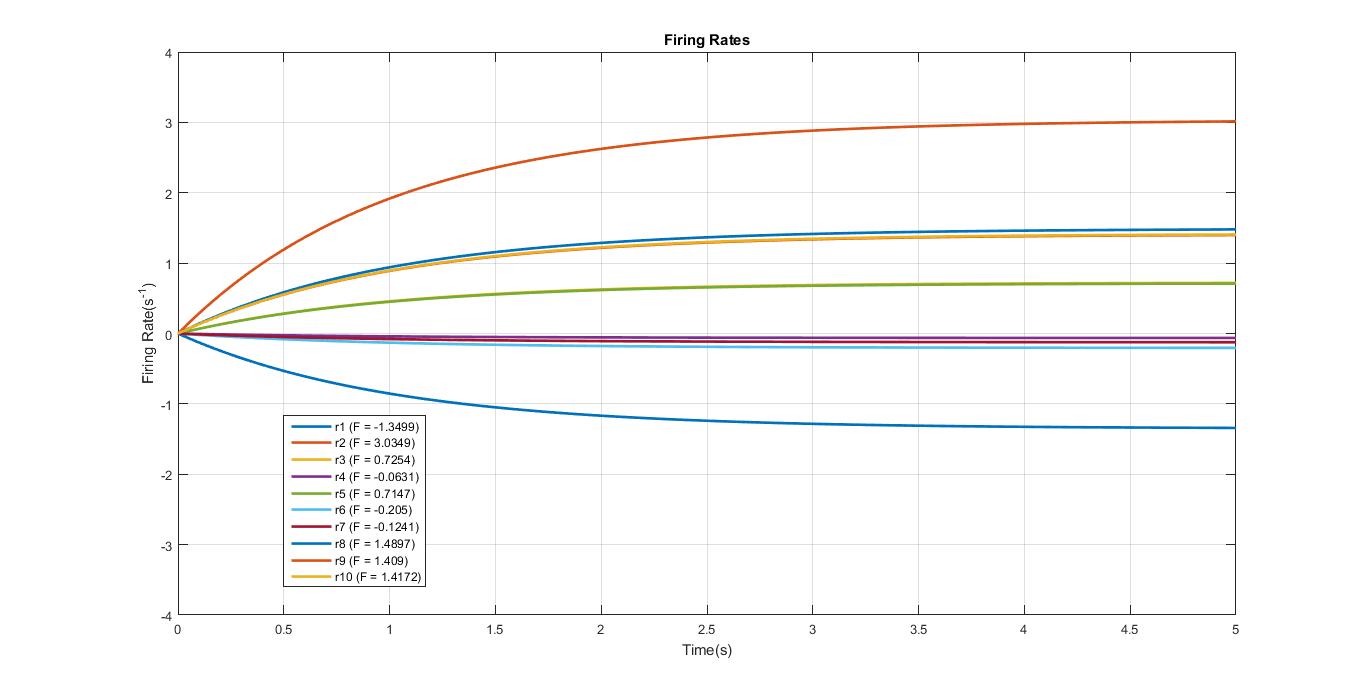 Firing Rates
4
3
2
1
0
-1
-2
-3
-4
Firing Rate(s-1)
r1 (F = -1.3499)
r2 (F = 3.0349)
r3 (F = 0.7254)
r4 (F = -0.0631)
r5 (F = 0.7147)
r6 (F = -0.205)
r7 (F = -0.1241)
r8 (F = 1.4897)
r9 (F = 1.409)
r10 (F = 1.4172)
0 0.5 1 1.5 2 2.5 3 3.5 4 4.5 5
Time(s)